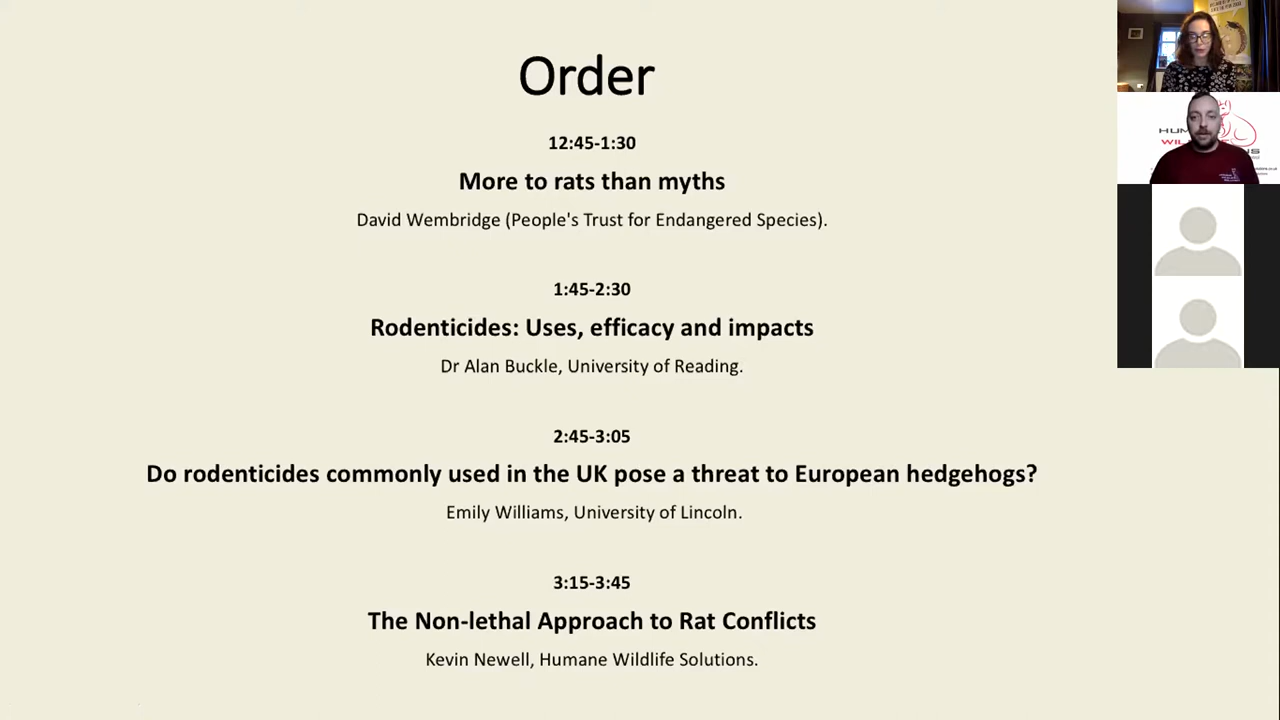 Order
12:45-1:30
More to rats than myths
David Wembridge (People's Trust for Endangered Species).
1:45-2:30
Rodenticides: Uses, efficacy and impacts
Dr Alan Buckle, University of Reading.
2:45-3:05
Do rodenticides commonly used in the UK pose a threat to European hedgehogs?
Emily Williams, University of Lincoln.
3:15-3:45
The Non-lethal Approach to Rat Conflicts
Kevin Newell, Humane Wildlife Solutions.